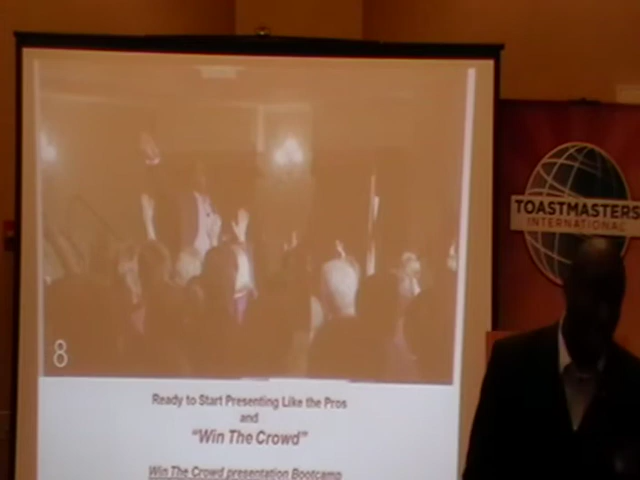 TOASTMASTERS
INTERNATIONAL
8
Ready to Start Presenting Like the Pros
and
“Win The Crowd”
Win The Crowd presentation Bootcamp